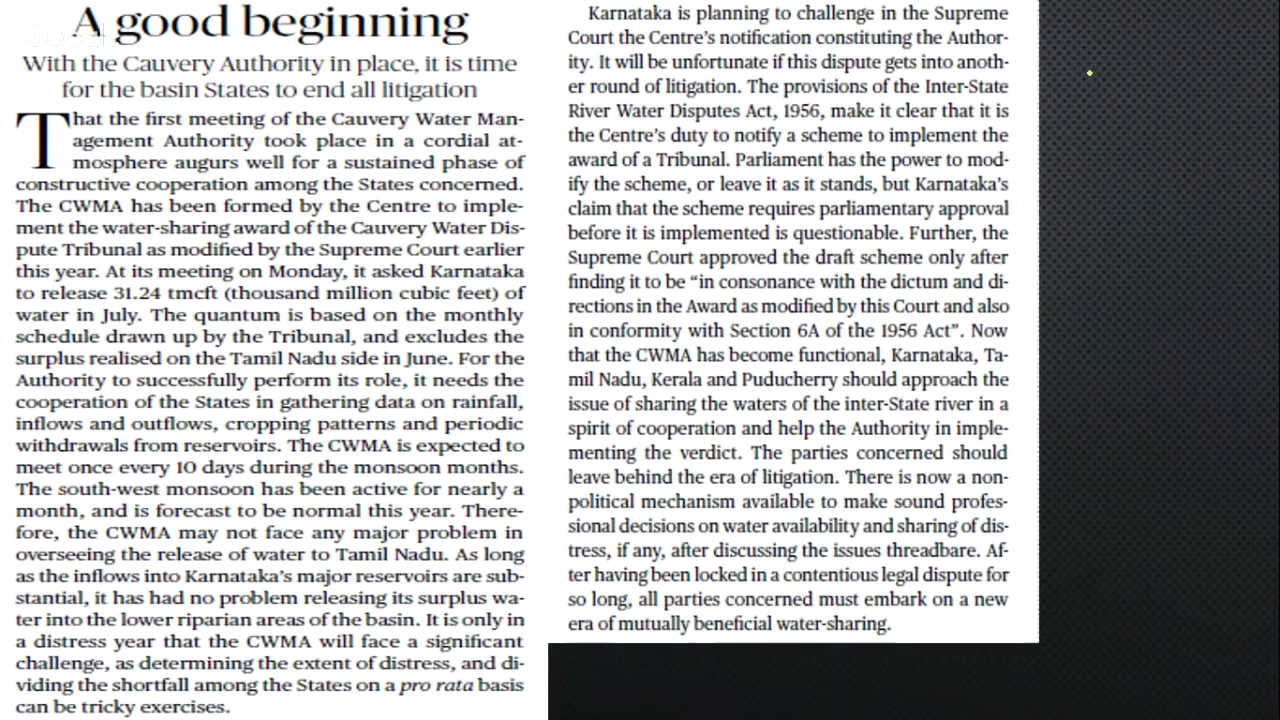 A good beginning
With the Cauvery Authority in place, it is time
for the basin States to end all litigation
That the first meeting of the Cauvery Water Man-
agement Authority took place in a cordial at-
mosphere augurs well for a sustained phase of
constructive cooperation among the States concerned.
The CWMA has been formed by the Centre to imple-
ment the water-sharing award of the Cauvery Water Dis-
pute Tribunal as modified by the Supreme Court earlier
this year. At its meeting on Monday, it asked Karnataka
to release 31.24 tmcft (thousand million cubic feet) of
water in July. The quantum is based on the monthly
schedule drawn up by the Tribunal, and excludes the
surplus realised on the Tamil Nadu side in June. For the
Authority to successfully perform its role, it needs the
cooperation of the States in gathering data on rainfall,
inflows and outflows, cropping patterns and periodic
withdrawals from reservoirs. The CWMA is expected to
meet once every 10 days during the monsoon months.
The south-west monsoon has been active for nearly a
month, and is forecast to be normal this year. There-
fore, the CWMA may not face any major problem in
overseeing the release of water to Tamil Nadu. As long
as the inflows into Karnataka's major reservoirs are sub-
stantial, it has had no problem releasing its surplus wa-
ter into the lower riparian areas of the basin. It is only in
a distress year that the CWMA will face a significant
challenge, as determining the extent of distress, and di-
viding the shortfall among the States on a pro rata basis
can be tricky exercises.
Karnataka is planning to challenge in the Supreme
Court the Centre's notification constituting the Author-
ity. It will be unfortunate if this dispute gets into anoth-
er round of litigation. The provisions of the Inter-State
River Water Disputes Act, 1956, make it clear that it is
the Centre's duty to notify a scheme to implement the
award of a Tribunal. Parliament has the power to mod-
ify the scheme, or leave it as it stands, but Karnataka's
claim that the scheme requires parliamentary approval
before it is implemented is questionable. Further, the
Supreme Court approved the draft scheme only after
finding it to be “in consonance with the dictum and di-
rections in the Award as modified by this Court and also
in conformity with Section 6A of the 1956 Act”. Now
that the CWMA has become functional, Karnataka, Ta-
mil Nadu, Kerala and Puducherry should approach the
issue of sharing the waters of the inter-State river in a
spirit of cooperation and help the Authority in imple-
menting the verdict. The parties concerned should
leave behind the era of litigation. There is now a non-
political mechanism available to make sound profes-
sional decisions on water availability and sharing of dis-
tress, if any, after discussing the issues threadbare. Af-
ter having been locked in a contentious legal dispute for
so long, all parties concerned must embark on a new
era of mutually beneficial water-sharing.